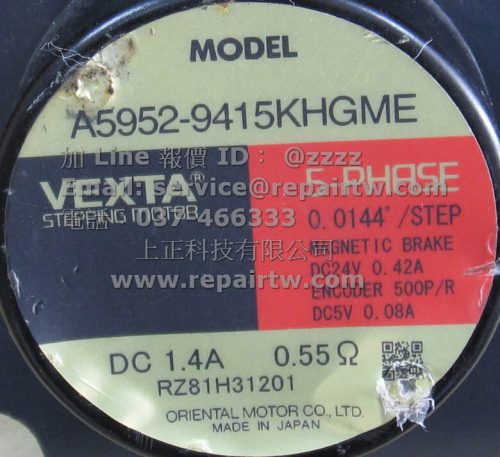 MODEL
A5952-9415KHGME
加 Line 報價 ID： @zzzz
VEXTA® 5-PHASE
Email: service@repairtw.com
STEPPING MOTOR
電話：037-466333 0.0144°/STEP
上正科技有限公司 MAGNETIC BRAKE
DC24V 0.42A
www.repairtw.com ENCODER 500P/R
DC5V 0.08A
DC 1.4A 0.55Ω
RZ81H31201
ORIENTAL MOTOR CO., LTD.
MADE IN JAPAN